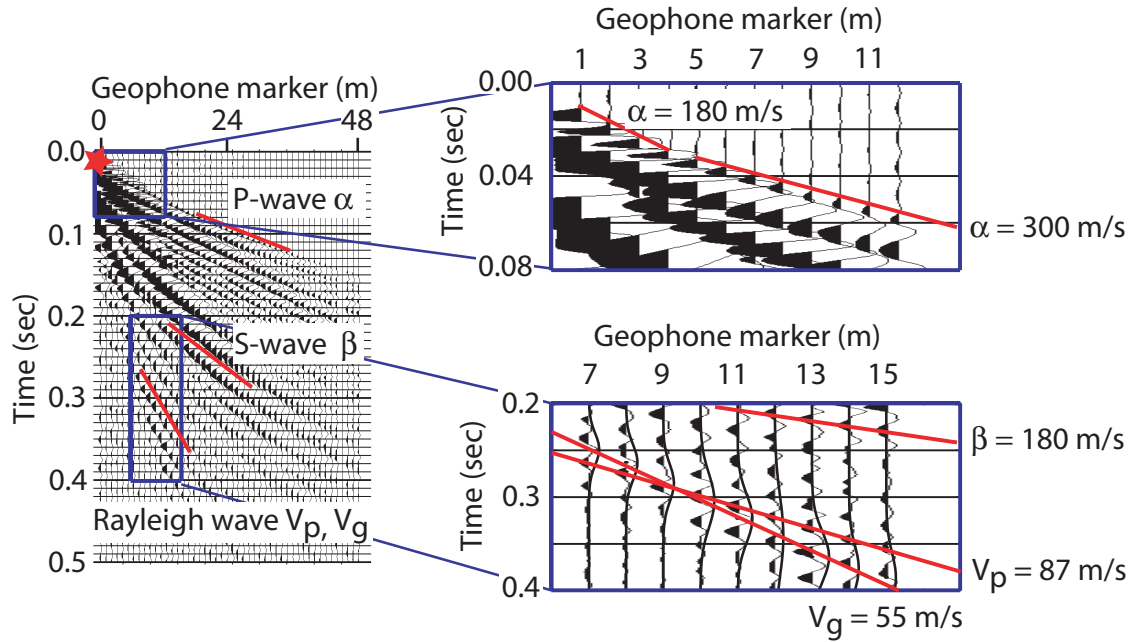 Geophone marker (m)
0 24 48
0.0
0.1
0.2
0.3
0.4
0.5
Time (sec)
P-wave α
S-wave β
Rayleigh wave Vp, Vg
Geophone marker (m)
1 3 5 7 9 11
0.00
0.04
0.08
Time (sec)
α = 180 m/s
α = 300 m/s
Geophone marker (m)
7 9 11 13 15
0.2
0.3
0.4
Time (sec)
β = 180 m/s
Vp = 87 m/s
Vg = 55 m/s